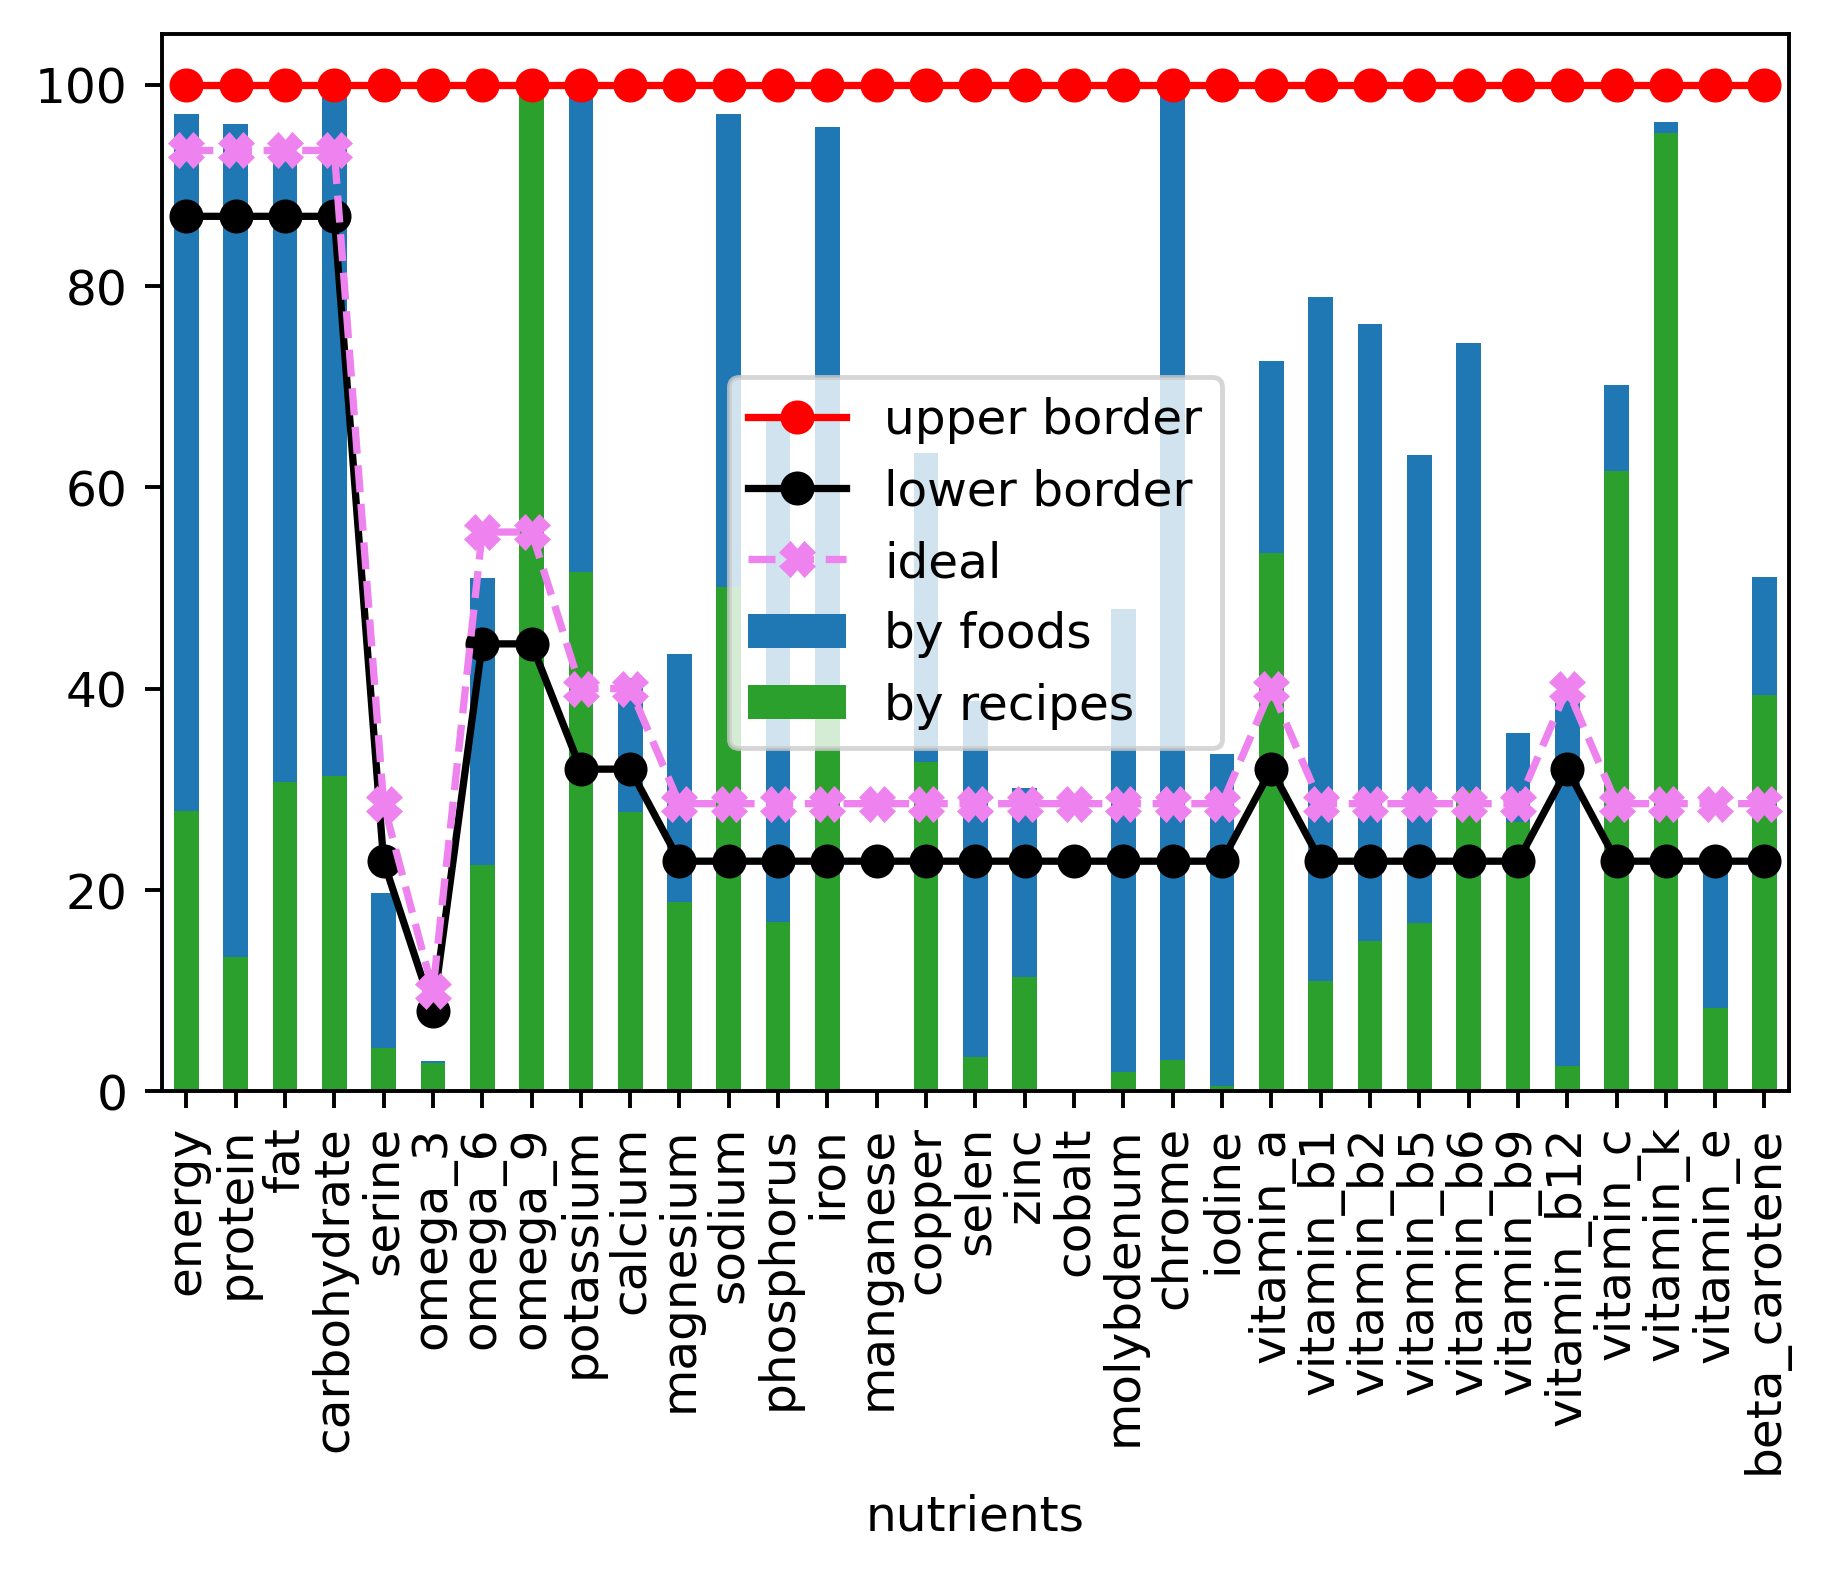 100
80
60
40
20
0
upper border
lower border
ideal
by foods
by recipes
energy
protein
fat
carbohydrate
serine
omega_3
omega_6
omega_9
potassium
calcium
magnesium
sodium
phosphorus
iron
manganese
copper
selen
zinc
cobalt
molybdenum
chrome
iodine
vitamin_a
vitamin_b1
vitamin_b2
vitamin_b5
vitamin_b6
vitamin_b9
vitamin_b12
vitamin_c
vitamin_k
vitamin_e
beta_carotene
nutrients